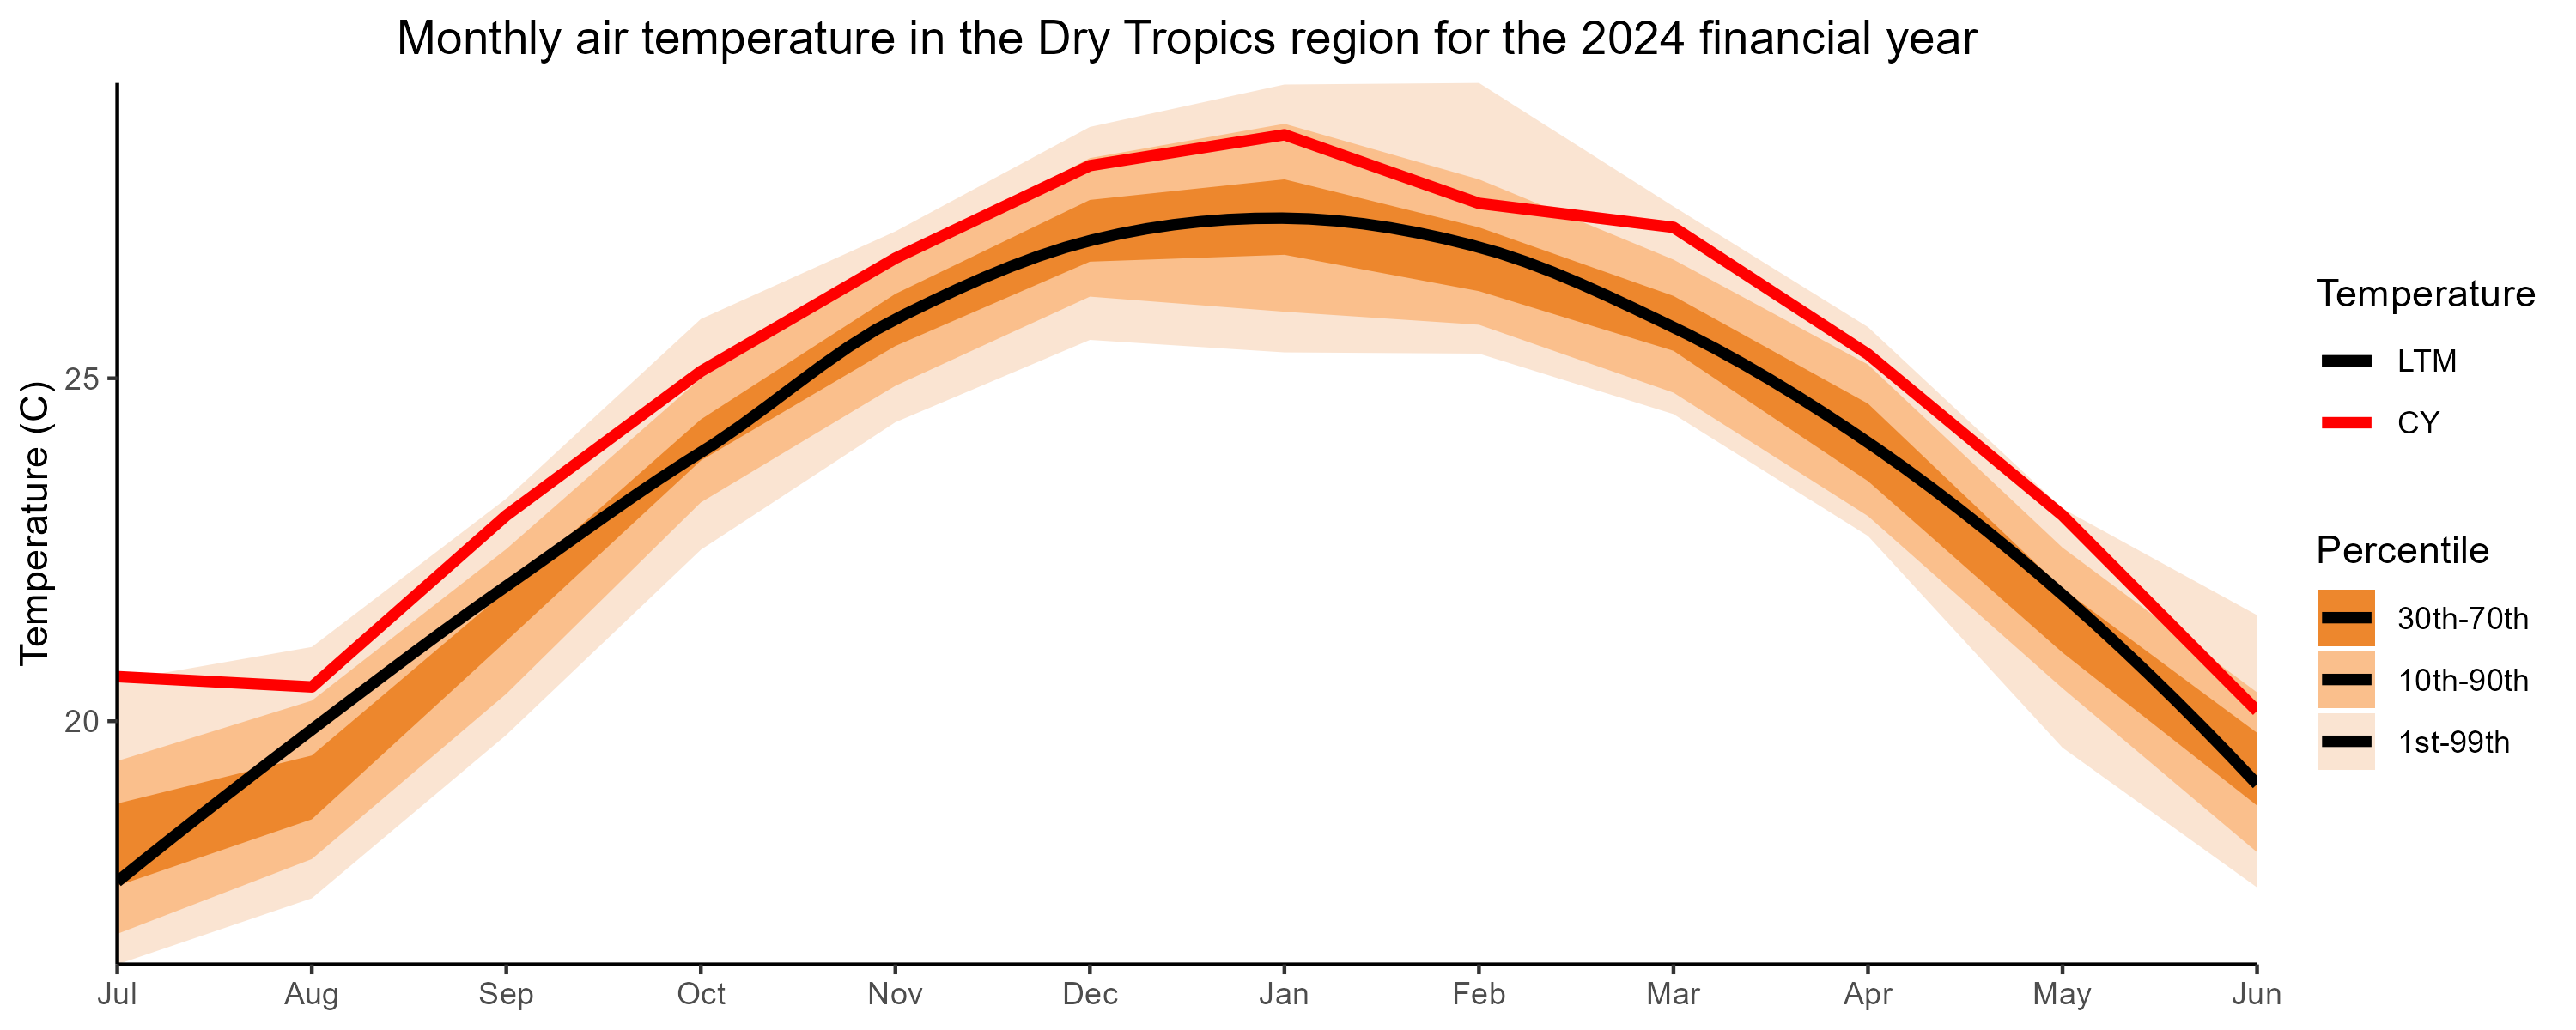 Monthly air temperature in the Dry Tropics region for the 2024 financial year
Temperature (C)
25
20
Jul Aug Sep Oct Nov Dec Jan Feb Mar Apr May Jun
Temperature
LTM
CY
Percentile
30th-70th
10th-90th
1st-99th